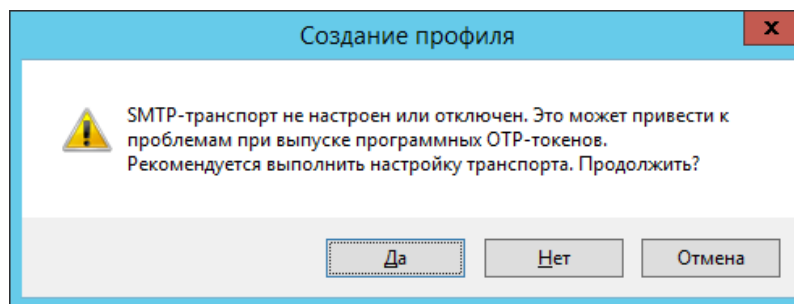 Создание профиля
x
SMTP-транспорт не настроен или отключен. Это может привести к
проблемам при выпуске программных OTP-токенов.
Рекомендуется выполнить настройку транспорта. Продолжить?
Да Нет Отмена